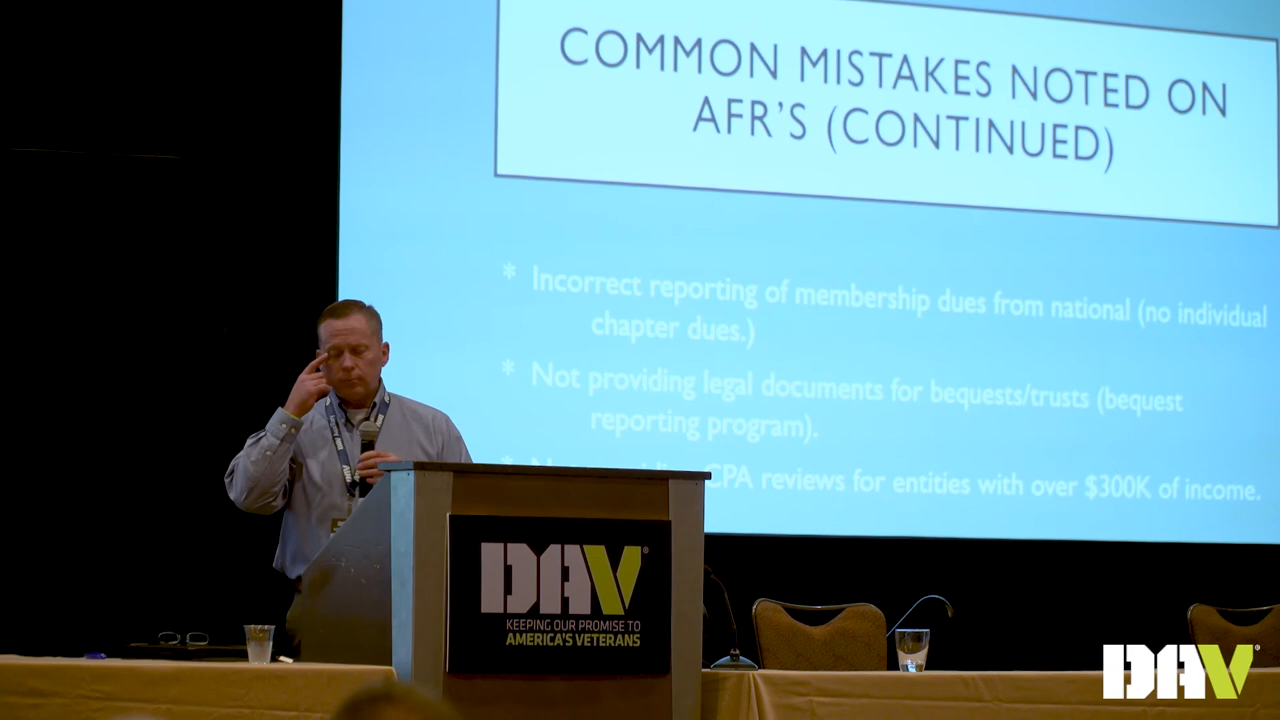 COMMON MISTAKES NOTED ON
AFR'S (CONTINUED)
* Incorrect reporting of membership dues from national (no individual
chapter dues.)
* Not providing legal documents for bequests/trusts (bequest
reporting program).
* CPA reviews for entities with over $300K of income.
DAV®
KEEPING OUR PROMISE TO
AMERICA'S VETERANS
DAV®